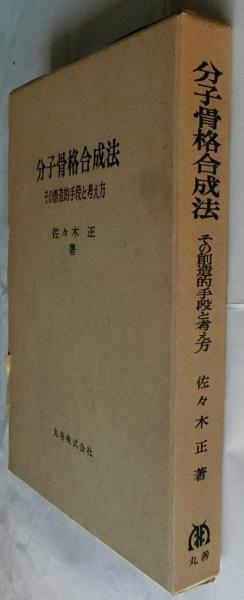 分子骨格合成法
その創造的手段と考え方
佐々木 正
著
丸善株式会社
分子骨格合成法
その創造的手段と考え方
佐々木 正 著
丸善